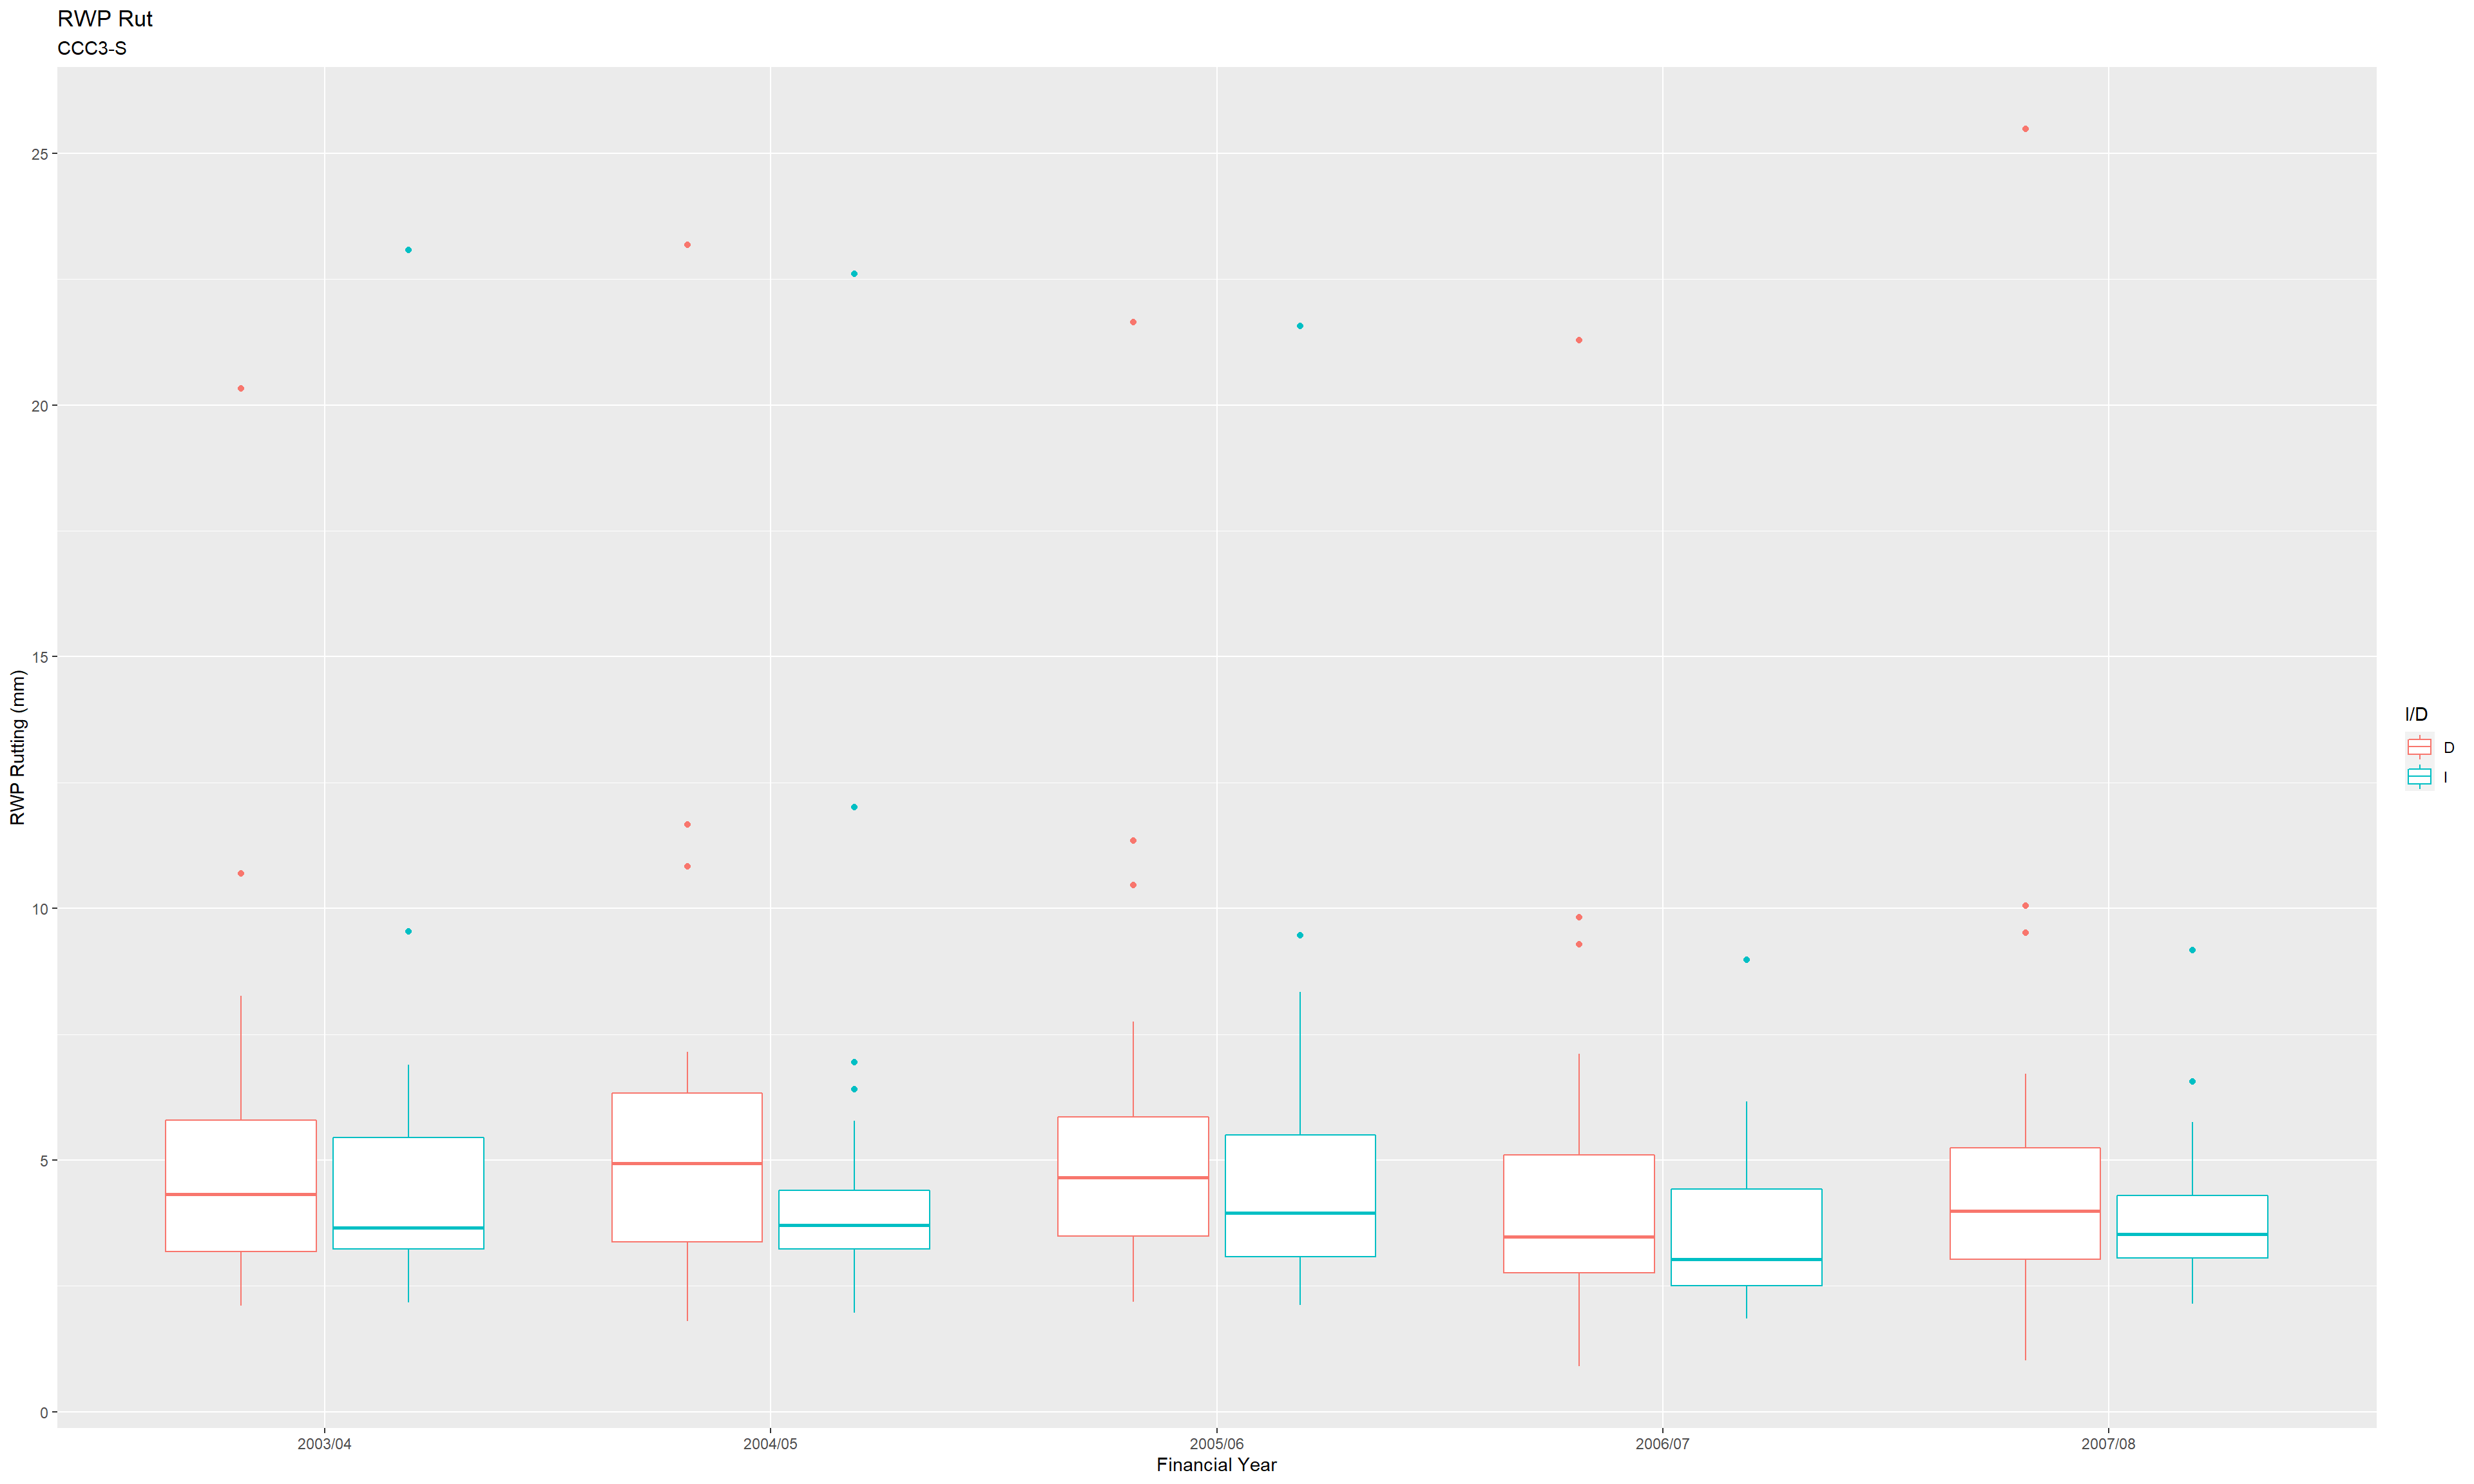 RWP Rut
CCC3-S
RWP Rutting (mm)
25
20
15
10
5
0
2003/04 2004/05 2005/06 2006/07 2007/08
Financial Year
I/D
D
I